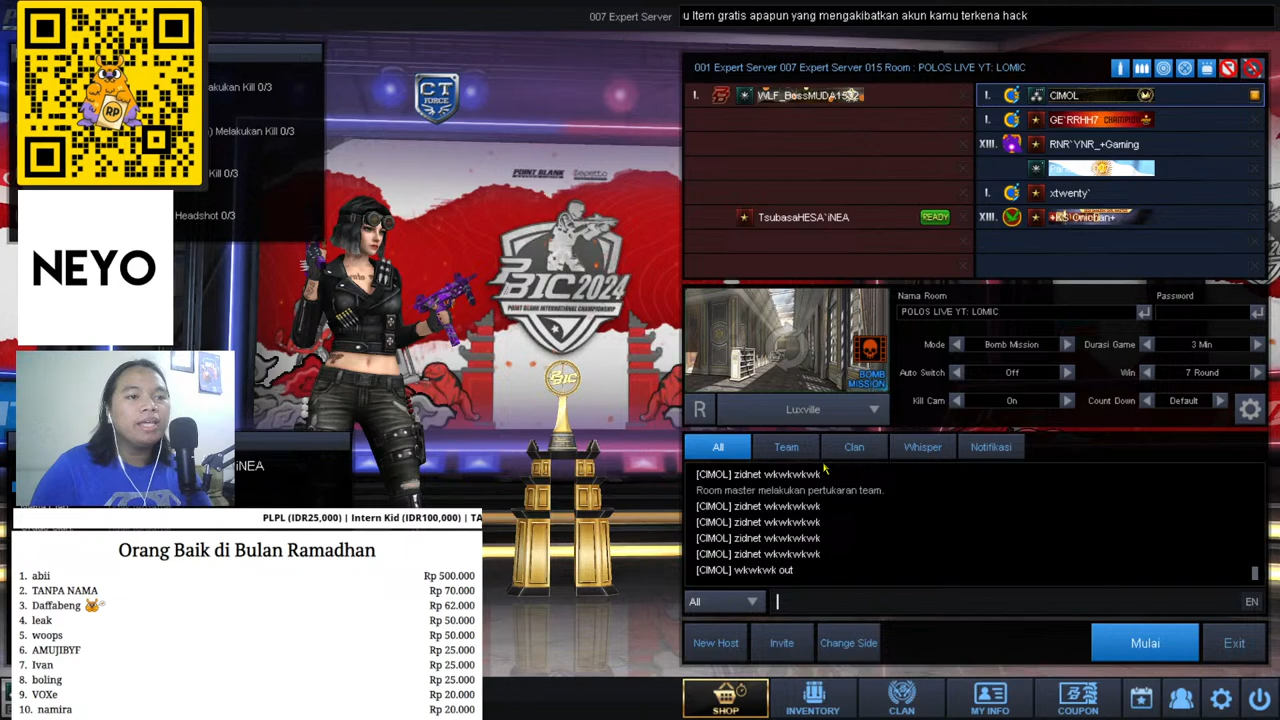 007 Expert Server
u Item gratis apapun yang mengakibatkan akun kamu terkena hack
RP
akukan Kill 0/3
) Melakukan Kill 0/3
Kill 0/3
Headshot 0/3
NEYO
iNEA
CT
FORCE
POINT BLANK
zepetto
BIC 2024
POINT BLANK INTERNATIONAL CHAMPIONSHIP
BIC
001 Expert Server 007 Expert Server 015 Room : POLOS LIVE YT: LOMIC
I.
I. CIMOL
I. GE`RRHH7 CHAMPION
XIII. RNR`YNR_+Gaming
I. xtwenty`
TsubasaHESA`iNEA READY
XIII. +KS Onichan+
Nama Room
Password
POLOS LIVE YT: LOMIC
Mode Bomb Mission
Durasi Game 3 Min
Auto Switch Off
Win 7 Round
Kill Cam On
Count Down Default
BOMB
MISSION
R Luxville
All Team Clan Whisper Notifikasi
[CIMOL] zidnet wkwkwkwk
Room master melakukan pertukaran team.
[CIMOL] zidnet wkwkwkwk
[CIMOL] zidnet wkwkwkwk
[CIMOL] zidnet wkwkwkwk
[CIMOL] zidnet wkwkwkwk
[CIMOL] wkwkwk out
All
EN
New Host Invite Change Side Mulai Exit
SHOP INVENTORY CLAN MY INFO COUPON
PLPL (IDR25,000) | Intern Kid (IDR100,000) | TA
Orang Baik di Bulan Ramadhan
1. abii Rp 500.000
2. TANPA NAMA Rp 70.000
3. Daffabeng Rp 62.000
4. leak Rp 50.000
5. woops Rp 50.000
6. AMUJIBYF Rp 25.000
7. Ivan Rp 25.000
8. boling Rp 25.000
9. VOXe Rp 20.000
10. namira Rp 20.000